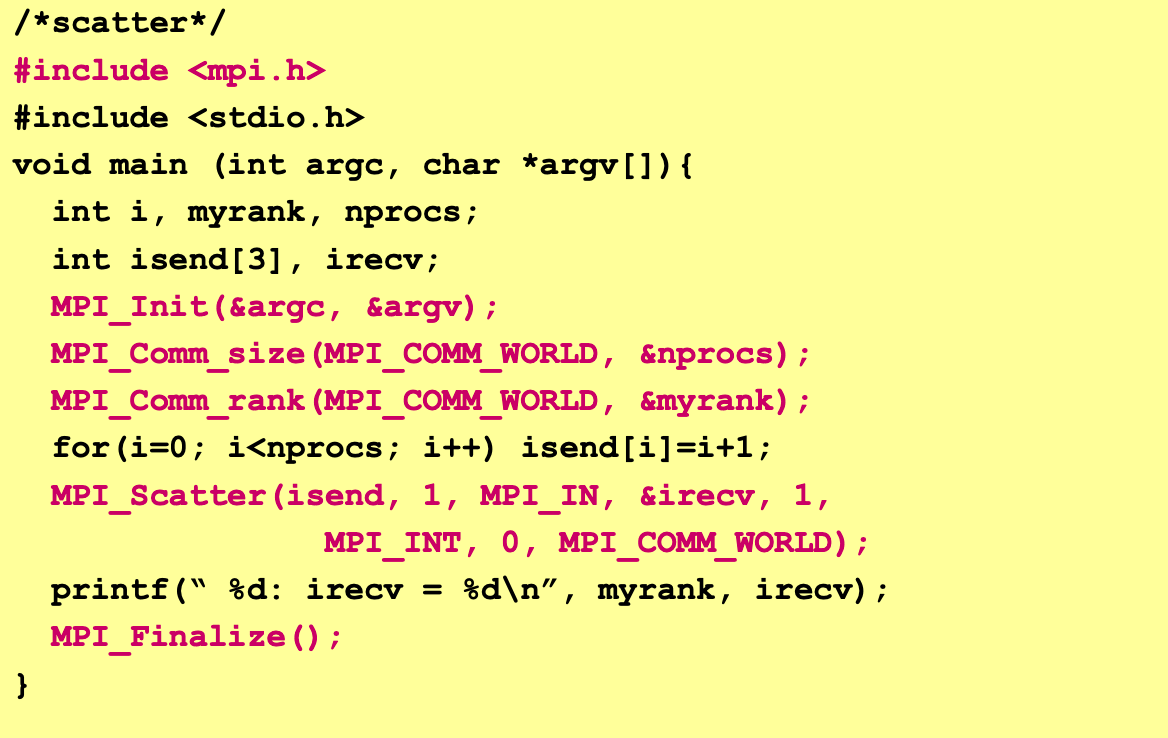 /*scatter*/
#include <mpi.h>
#include <stdio.h>
void main (int argc, char *argv[]){
int i, myrank, nprocs;
int isend[3], irecv;
MPI_Init(&argc, &argv);
MPI_Comm_size(MPI_COMM_WORLD, &nprocs);
MPI_Comm_rank(MPI_COMM_WORLD, &myrank);
for(i=0; i<nprocs; i++) isend[i]=i+1;
MPI_Scatter(isend, 1, MPI_IN, &irecv, 1,
MPI_INT, 0, MPI_COMM_WORLD);
printf(“ %d: irecv = %d\n”, myrank, irecv);
MPI_Finalize();
}